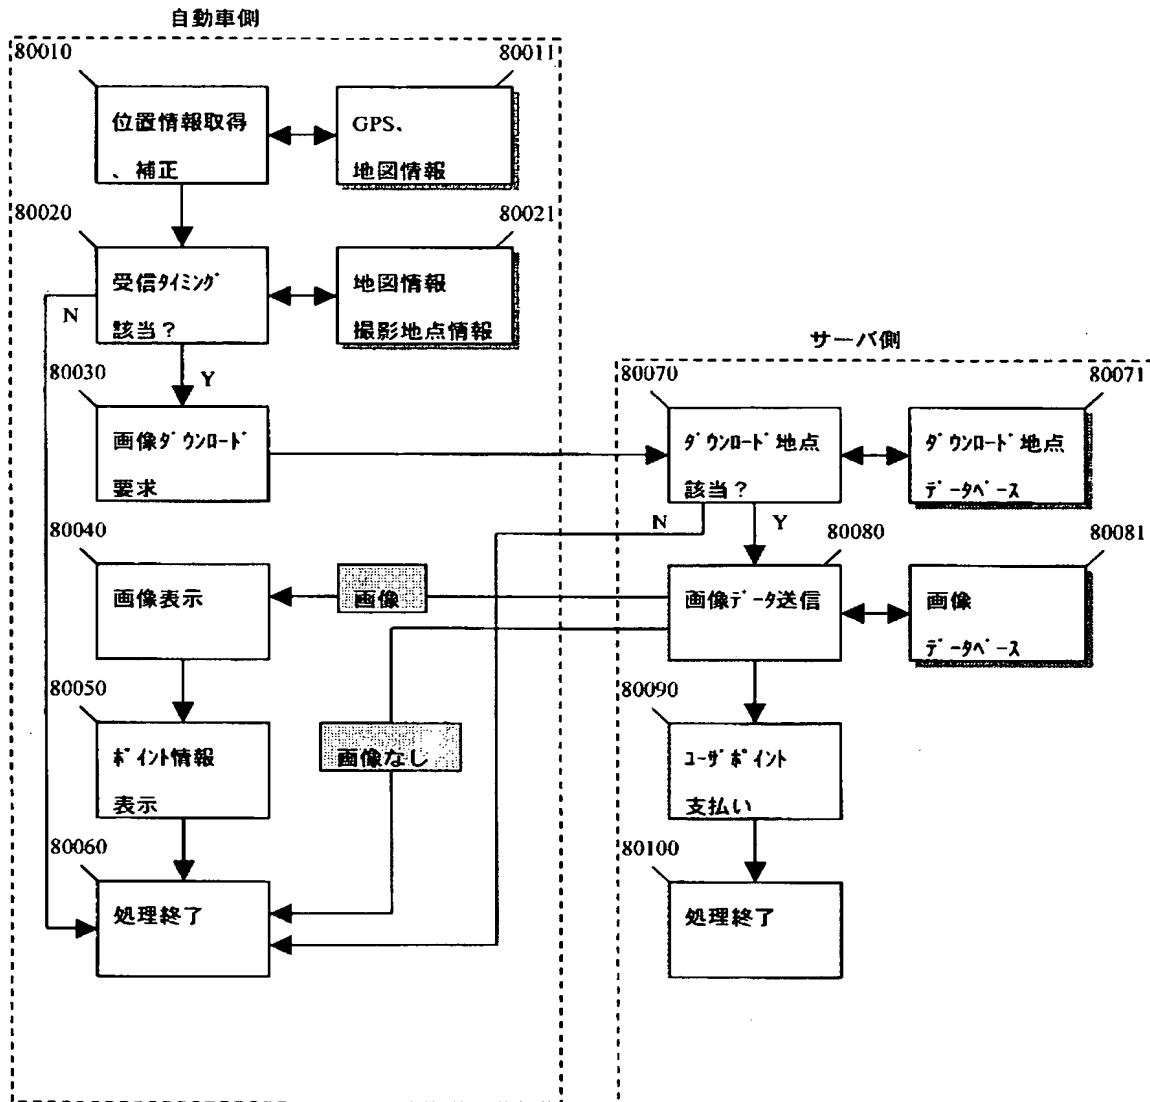 自動車側
80010
位置情報取得
、補正
80011
GPS、
地図情報
80020
受信ﾀｲﾐﾝｸﾞ
該当?
80021
地図情報
撮影地点情報
N
Y
80030
画像ﾀﾞｳﾝﾛｰﾄﾞ
要求
サーバ側
80070
ﾀﾞｳﾝﾛｰﾄﾞ地点
該当?
80071
ﾀﾞｳﾝﾛｰﾄﾞ地点
ﾃﾞｰﾀﾍﾞｰｽ
N
Y
80040
画像表示
画像
80080
画像ﾃﾞｰﾀ送信
80081
画像
ﾃﾞｰﾀﾍﾞｰｽ
80050
ﾎﾟｲﾝﾄ情報
表示
画像なし
80090
ﾕｰｻﾞﾎﾟｲﾝﾄ
支払い
80060
処理終了
80100
処理終了